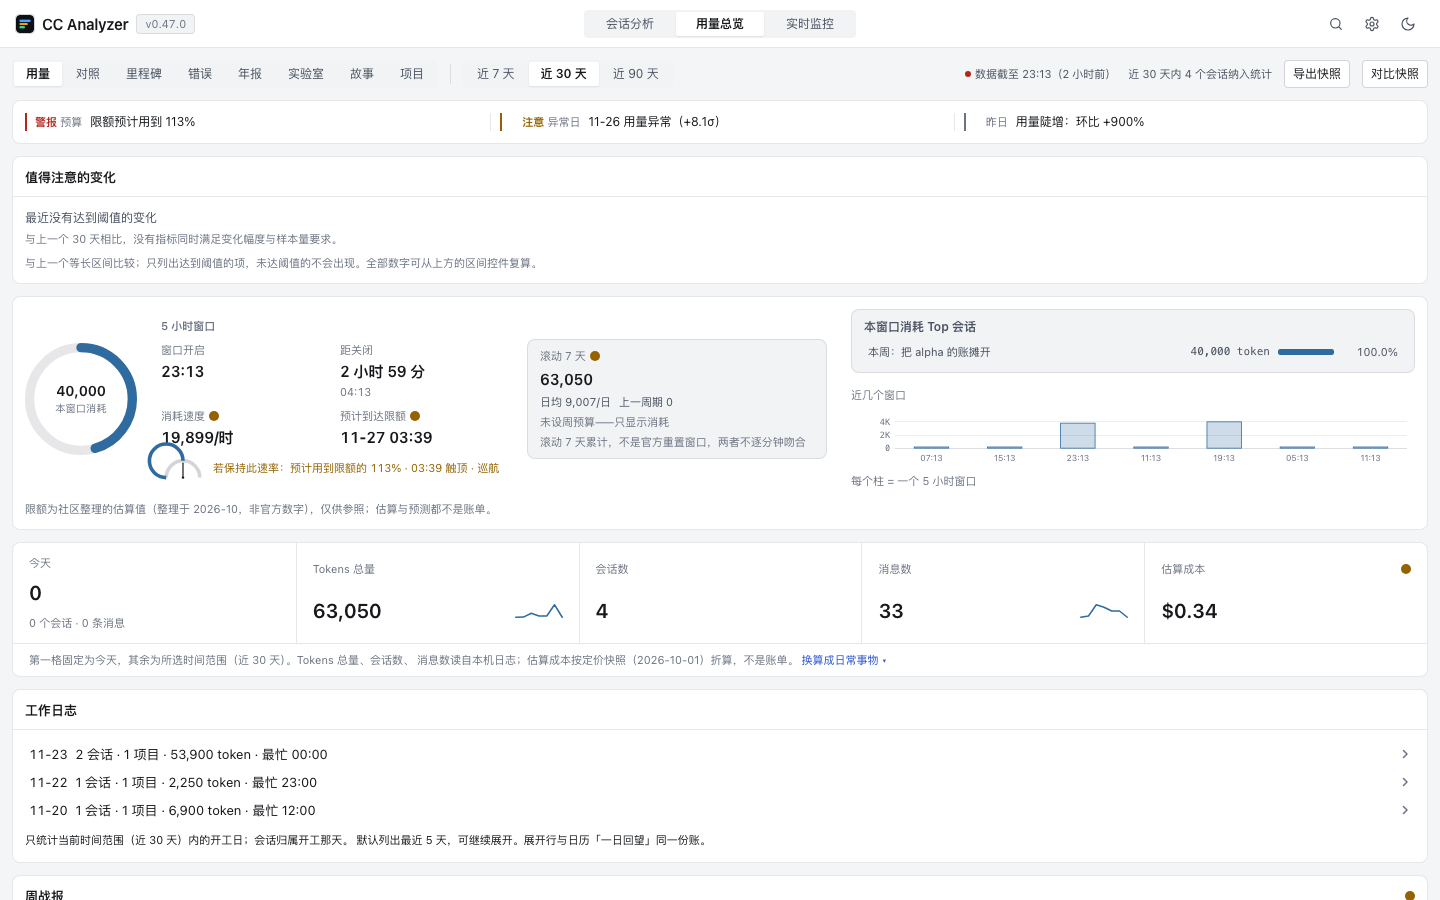 CC Analyzer v0.47.0
会话分析 用量总览 实时监控
用量 对照 里程碑 错误 年报 实验室 故事 项目 近 7 天 近 30 天 近 90 天
数据截至 23:13（2 小时前） 近 30 天内 4 个会话纳入统计 导出快照 对比快照
警报 预算 限额预计用到 113%
注意 异常日 11-26 用量异常（+8.1σ）
昨日 用量陡增：环比 +900%
值得注意的变化
最近没有达到阈值的变化
与上一个 30 天相比，没有指标同时满足变化幅度与样本量要求。
与上一个等长区间比较；只列出达到阈值的项，未达阈值的不会出现。全部数字可从上方的区间控件复算。
40,000
本窗口消耗
5 小时窗口
窗口开启 距关闭
23:13 2 小时 59 分
04:13
消耗速度 预计到达限额
19,899/时 11-27 03:39
若保持此速率：预计用到限额的 113% · 03:39 触顶 · 巡航
滚动 7 天
63,050
日均 9,007/日 上一周期 0
未设周预算——只显示消耗
滚动 7 天累计，不是官方重置窗口，两者不逐分钟吻合
本窗口消耗 Top 会话
本周：把 alpha 的账摊开 40,000 token 100.0%
近几个窗口
4K
2K
0
07:13 15:13 23:13 11:13 19:13 05:13 11:13
每个柱 = 一个 5 小时窗口
限额为社区整理的估算值（整理于 2026-10，非官方数字），仅供参照；估算与预测都不是账单。
今天
0
0 个会话 · 0 条消息
Tokens 总量
63,050
会话数
4
消息数
33
估算成本
$0.34
第一格固定为今天，其余为所选时间范围（近 30 天）。Tokens 总量、会话数、 消息数读自本机日志；估算成本按定价快照（2026-10-01）折算，不是账单。 换算成日常事物
工作日志
11-23 2 会话 · 1 项目 · 53,900 token · 最忙 00:00
11-22 1 会话 · 1 项目 · 2,250 token · 最忙 23:00
11-20 1 会话 · 1 项目 · 6,900 token · 最忙 12:00
只统计当前时间范围（近 30 天）内的开工日；会话归属开工那天。 默认列出最近 5 天，可继续展开。展开行与日历「一日回望」同一份账。
周战报